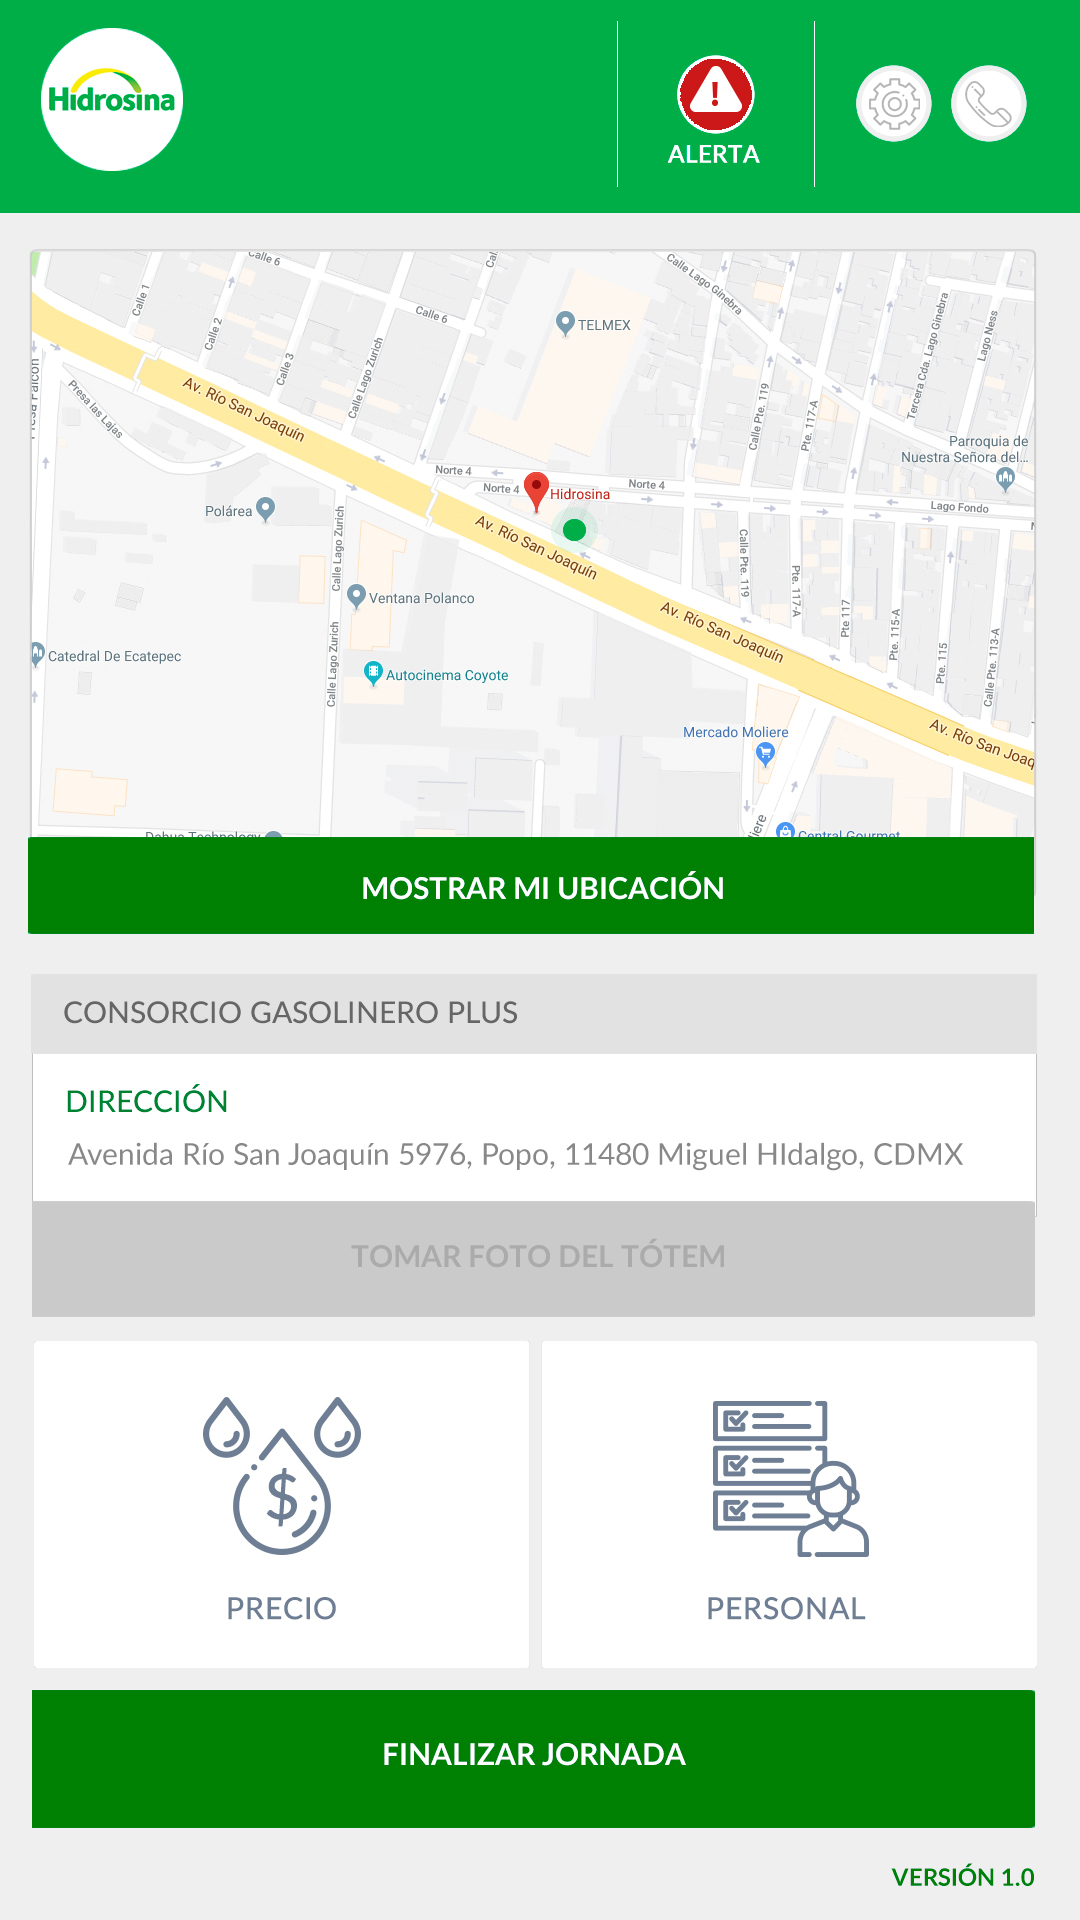 Hidrosina
ALERTA
Calle 6
Calle 1
Calle 2
Calle 3
Calle 6
Calle Lago Zurich
Calle Lago Ginebra
TELMEX
Tercera Cda. Lago Ginebra
Lago Ness
Presa las Lajas
Av. Río San Joaquín
Calle Pte. 119
Pte. 117-A
Parroquia de
Nuestra Señora del...
Norte 4
Norte 4
Norte 4
Hidrosina
Lago Fondo
Polárea
Calle Lago Zurich
Av. Río San Joaquín
Calle Pte. 119
Pte. 117-A
Pte 117
Pte. 115-A
Pte. 115
Calle Pte. 113-A
Ventana Polanco
Av. Río San Joaquín
Catedral De Ecatepec
Calle Lago Zurich
Autocinema Coyote
Mercado Moliere
Av. Río San Joaq
Dahua Technology
Central Gourmet
MOSTRAR MI UBICACIÓN
CONSORCIO GASOLINERO PLUS
DIRECCIÓN
Avenida Río San Joaquín 5976, Popo, 11480 Miguel HIdalgo, CDMX
TOMAR FOTO DEL TÓTEM
PRECIO
PERSONAL
FINALIZAR JORNADA
VERSIÓN 1.0